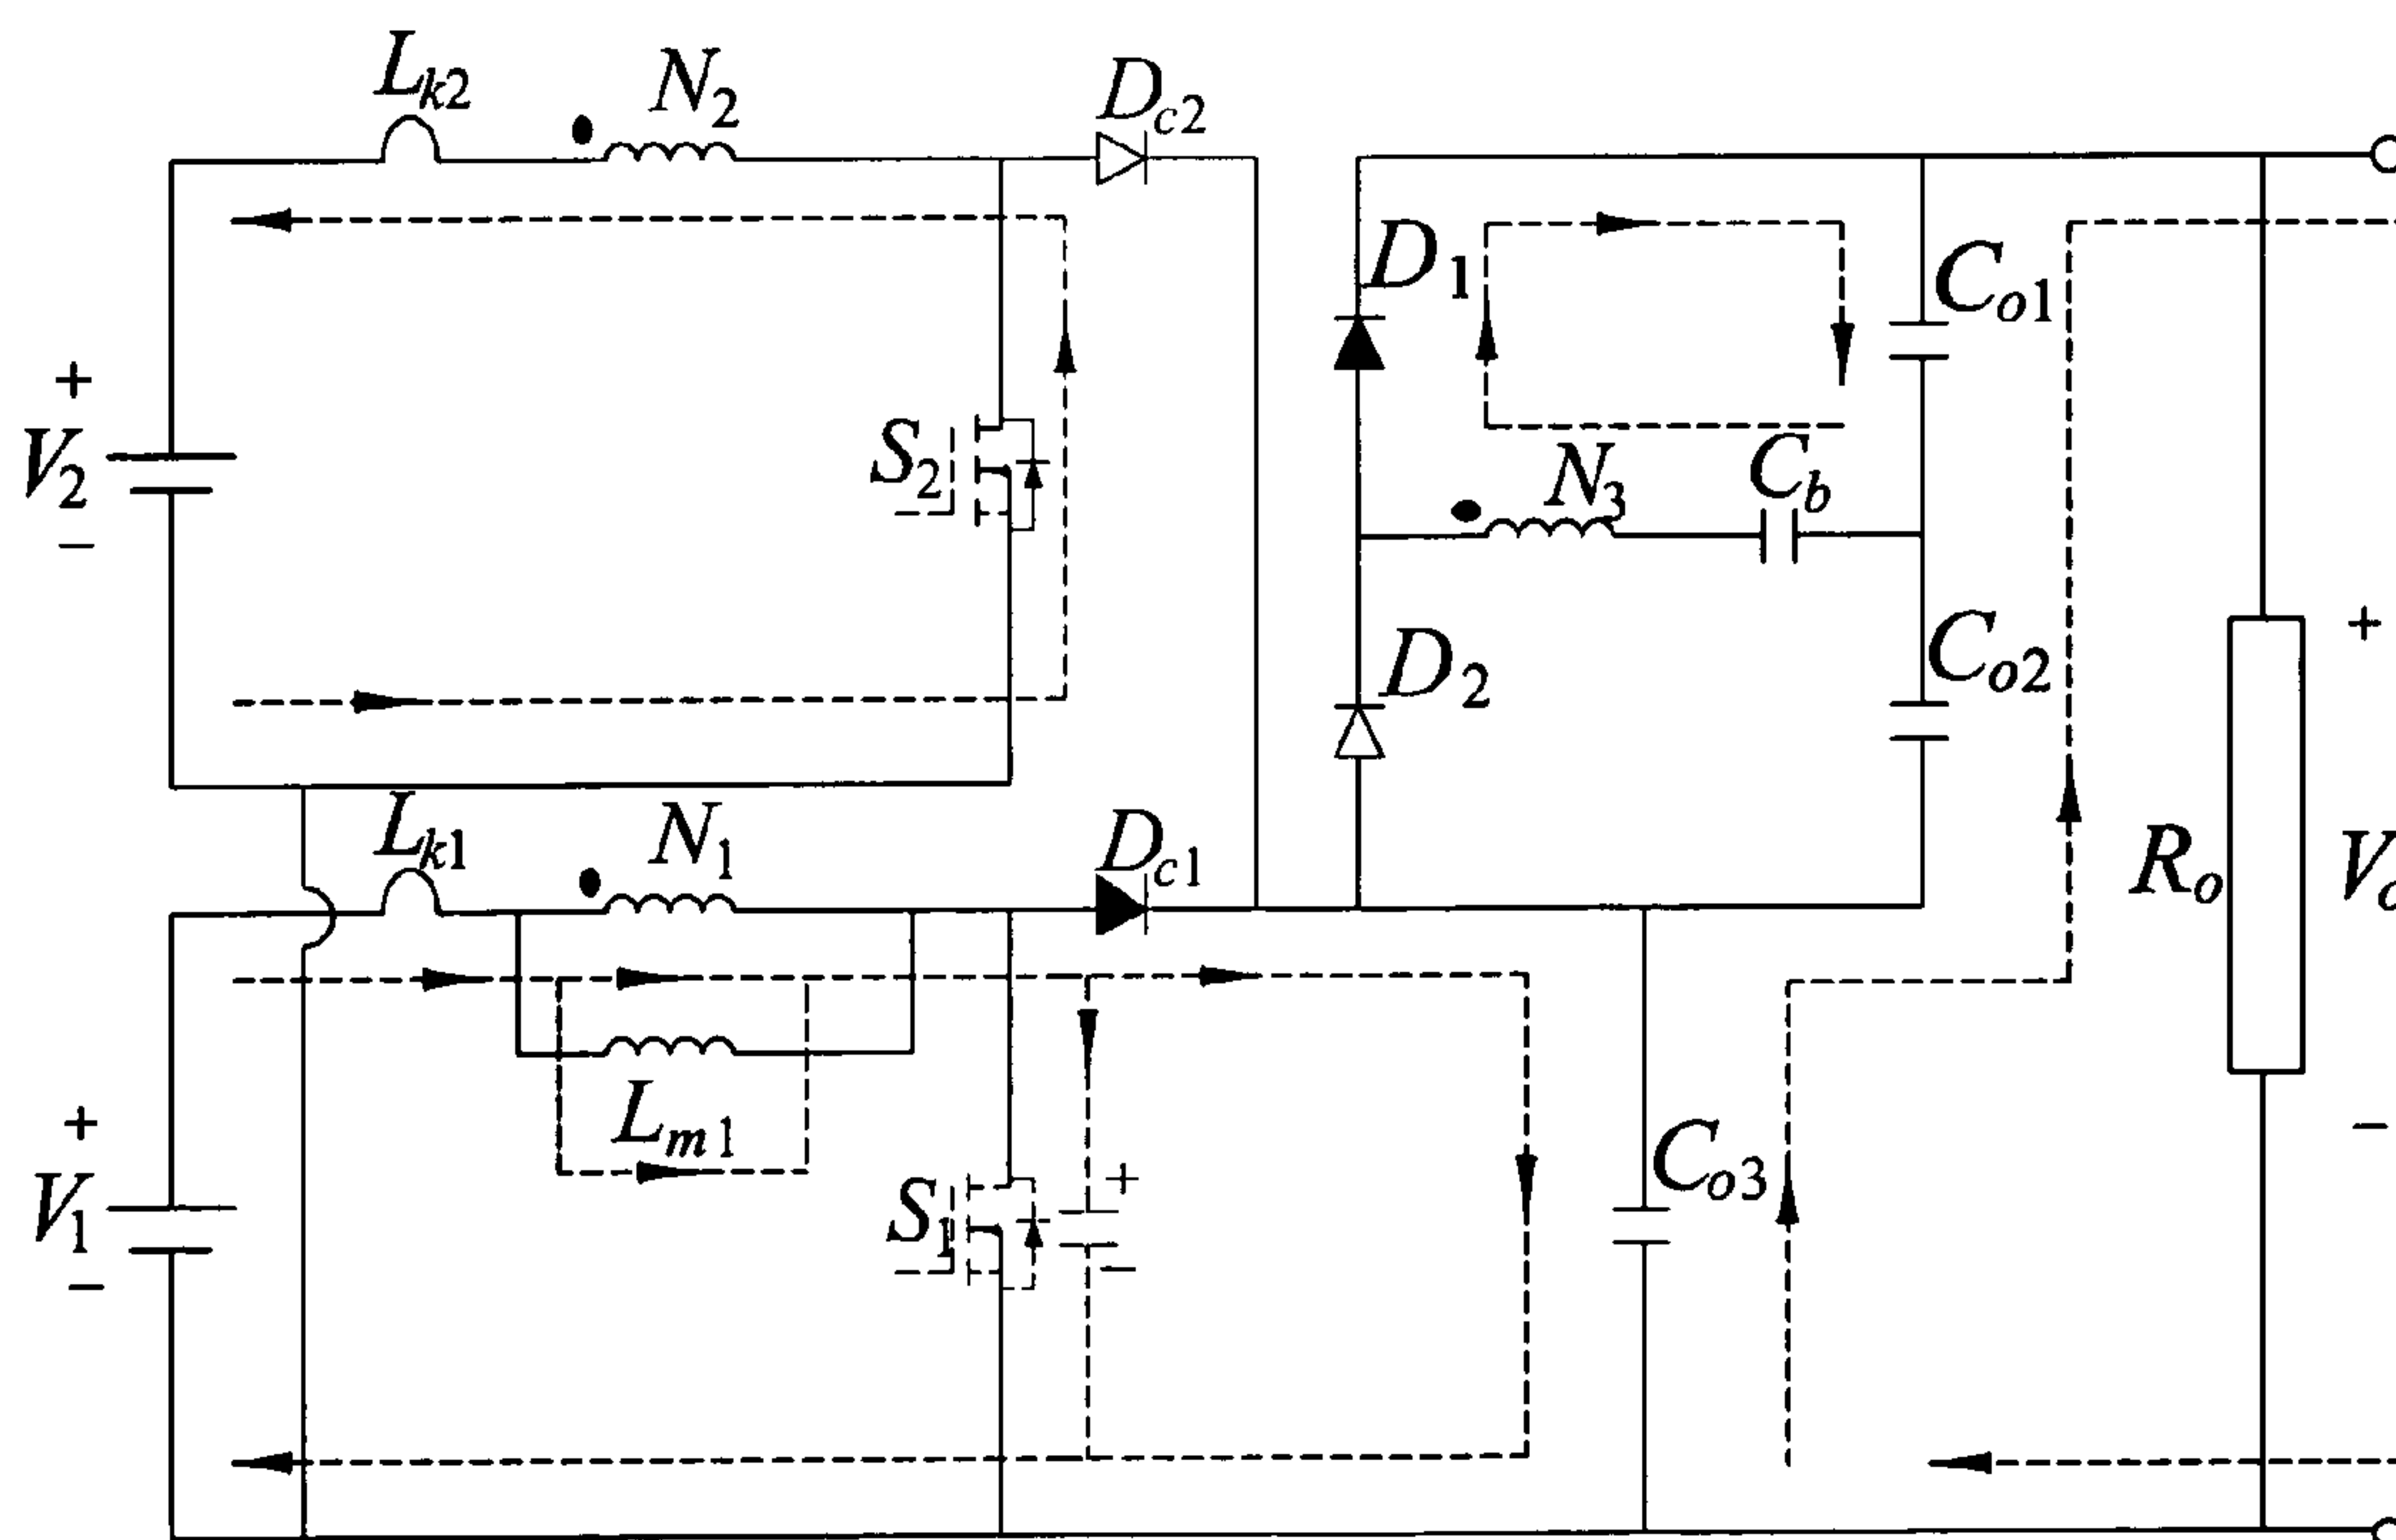 L_{k2}
N_2
D_{c2}
D_1
C_{o1}
+
V_2
−
S_2
N_3
C_b
D_2
C_{o2}
+
L_{k1}
N_1
D_{c1}
R_o
V_o
−
L_{m1}
+
V_1
−
S_1
+
−
C_{o3}